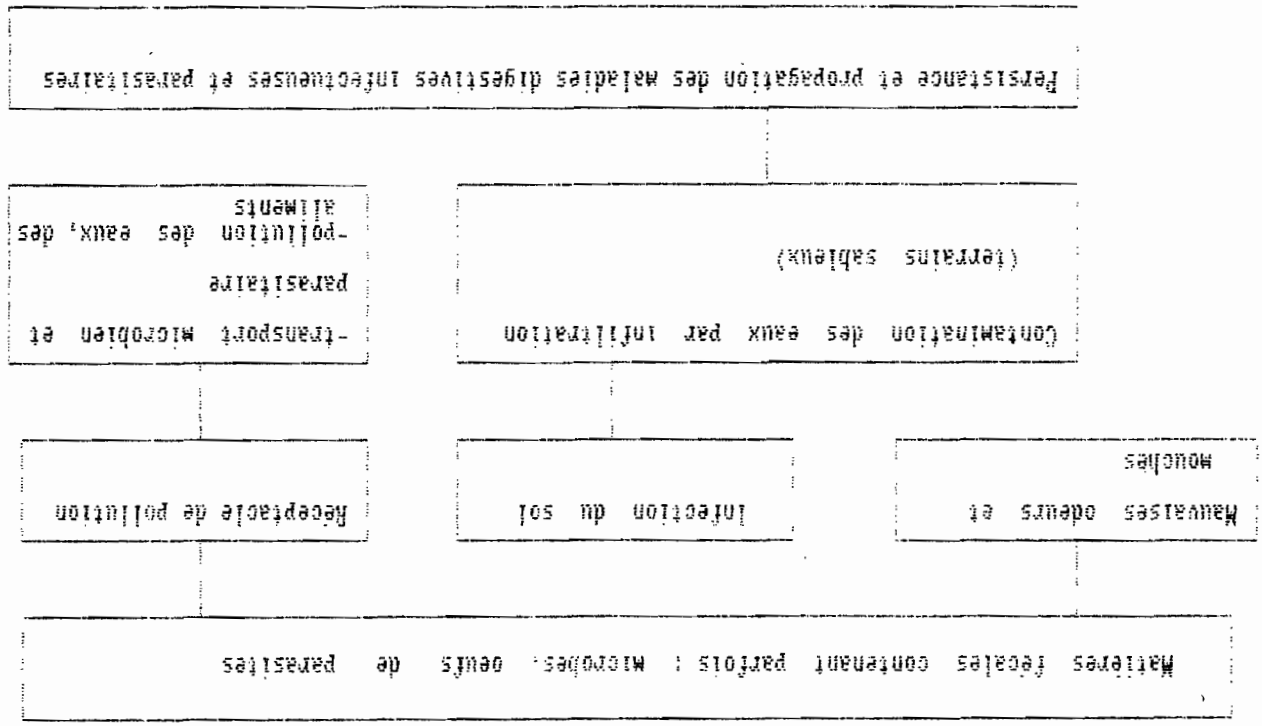 Matières fécales contenant parfois : microbes. oeufs de parasites
Mauvaises odeurs et
mouches
Infection du sol
Réceptacle de pollution
Contamination des eaux par infiltration
(terrains sableux)
-transport microbien et
parasitaire
-pollution des eaux, des
aliments
Persistance et propagation des maladies digestives infectueuses et parasitaires